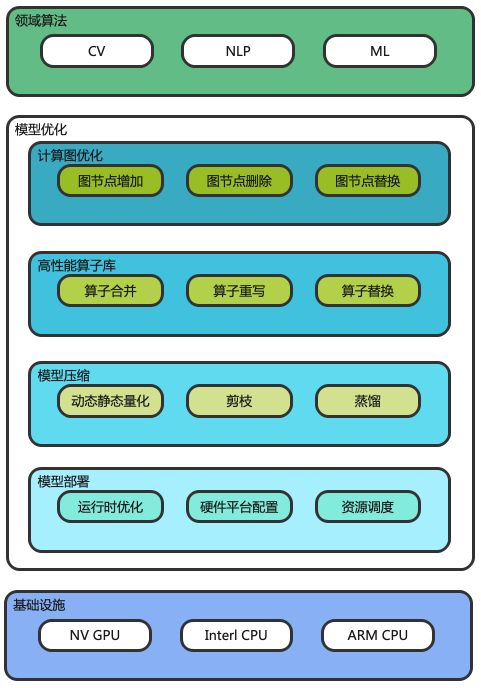 领域算法
CV NLP ML
模型优化
计算图优化
图节点增加 图节点删除 图节点替换
高性能算子库
算子合并 算子重写 算子替换
模型压缩
动态静态量化 剪枝 蒸馏
模型部署
运行时优化 硬件平台配置 资源调度
基础设施
NV GPU Interl CPU ARM CPU